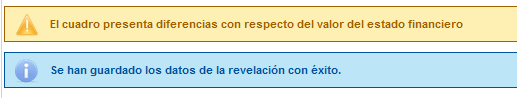 El cuadro presenta diferencias con respecto del valor del estado financiero
Se han guardado los datos de la revelación con éxito.